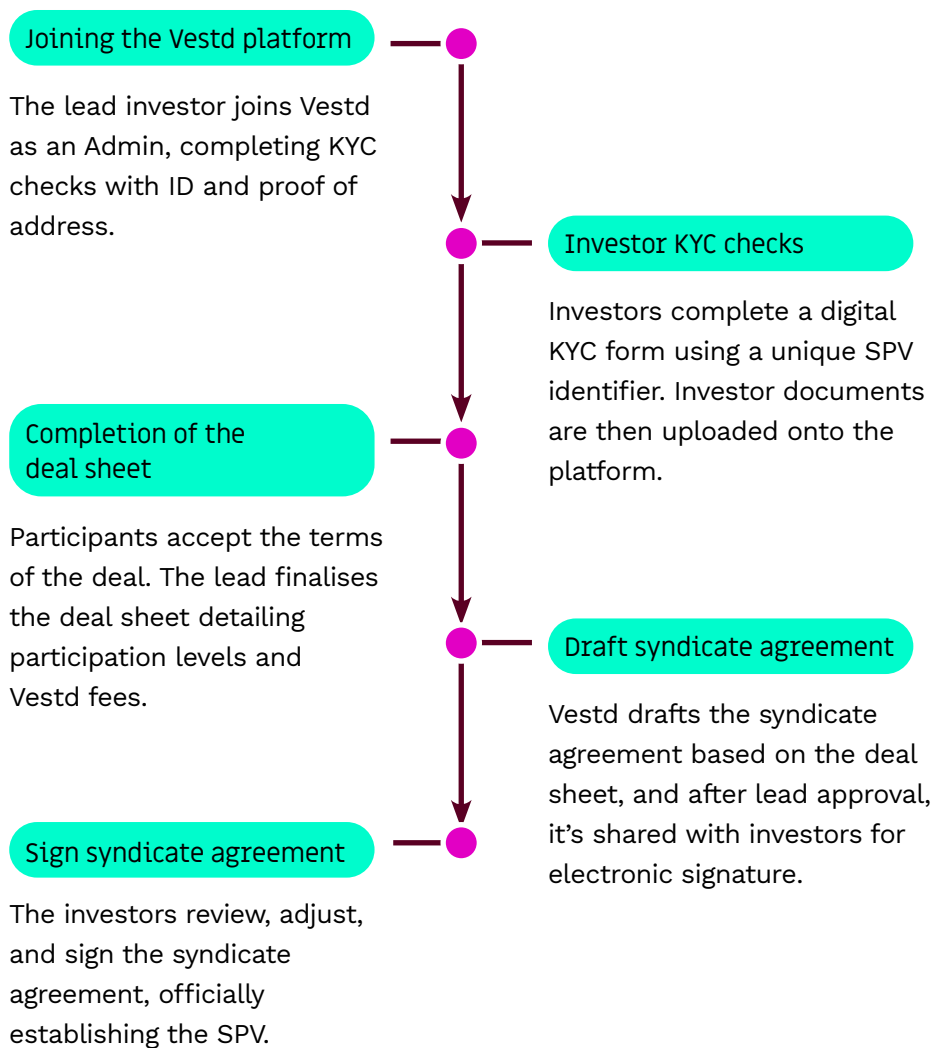 Joining the Vestd platform
The lead investor joins Vestd
as an Admin, completing KYC
checks with ID and proof of
address.
Investor KYC checks
Investors complete a digital
KYC form using a unique SPV
identifier. Investor documents
are then uploaded onto the
platform.
Completion of the
deal sheet
Participants accept the terms
of the deal. The lead finalises
the deal sheet detailing
participation levels and
Vestd fees.
Draft syndicate agreement
Vestd drafts the syndicate
agreement based on the deal
sheet, and after lead approval,
it’s shared with investors for
electronic signature.
Sign syndicate agreement
The investors review, adjust,
and sign the syndicate
agreement, officially
establishing the SPV.